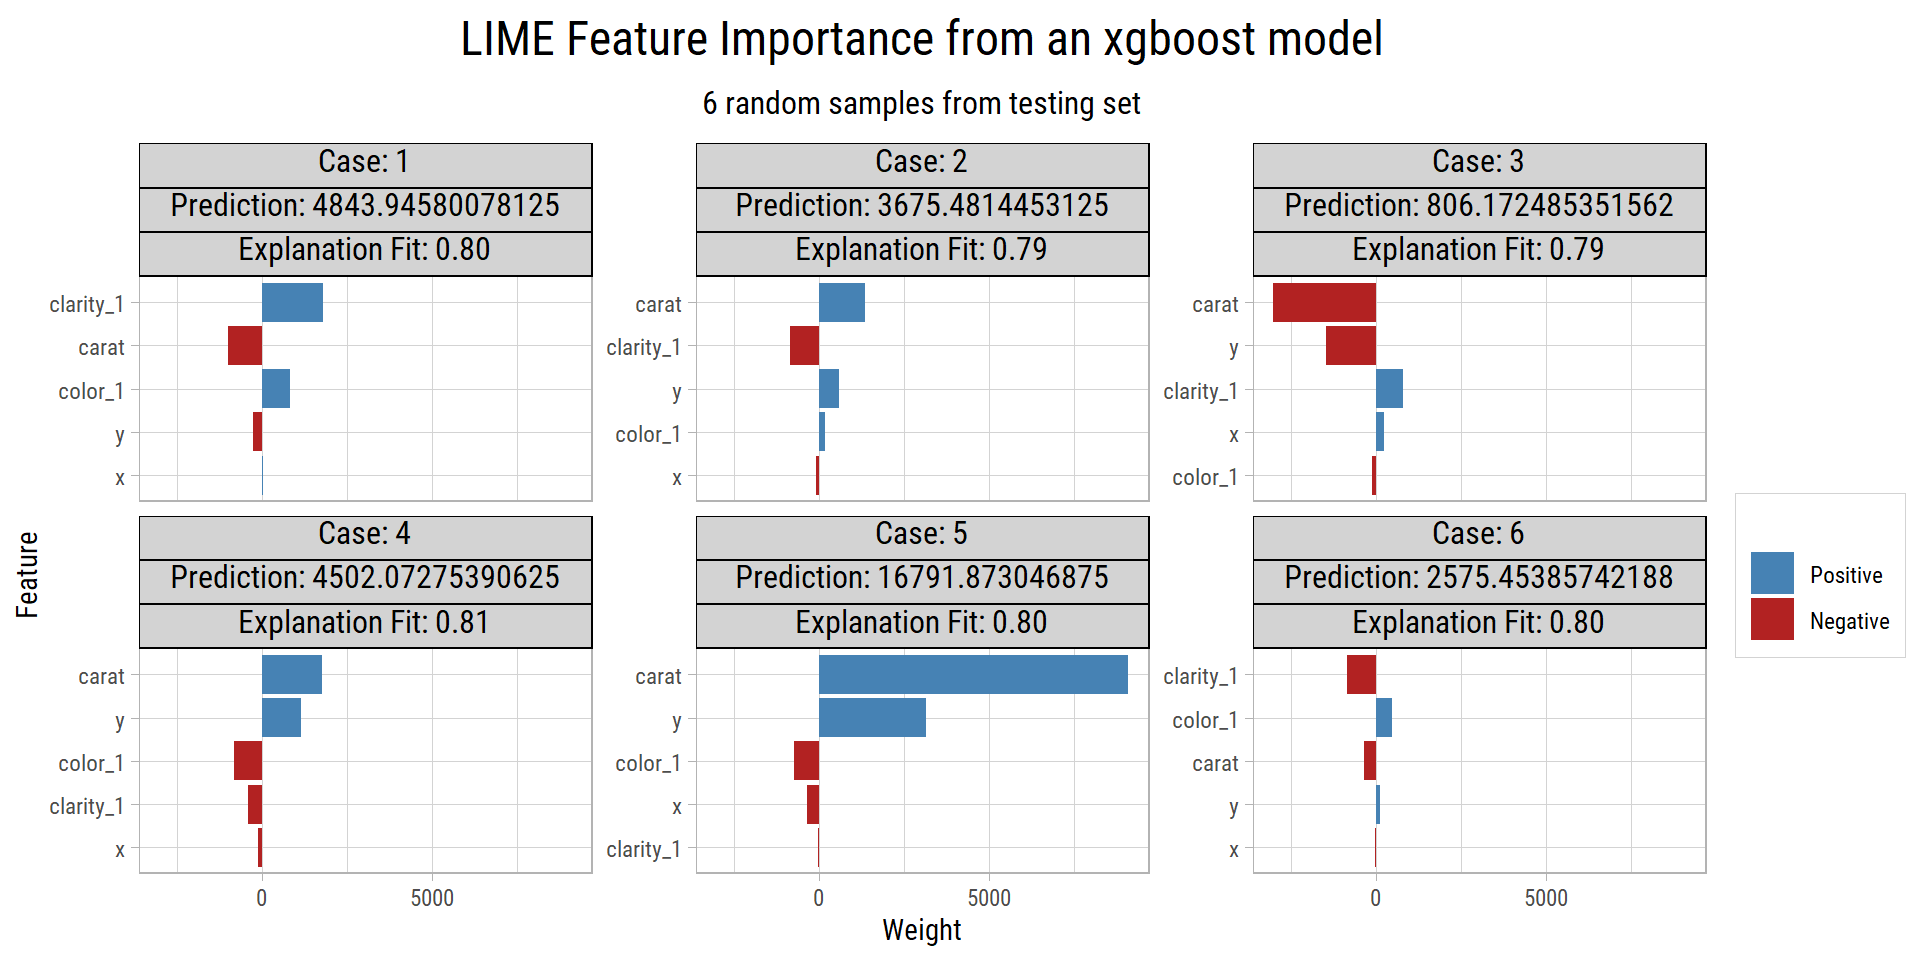 LIME Feature Importance from an xgboost model
6 random samples from testing set
Case: 1
Prediction: 4843.94580078125
Explanation Fit: 0.80
clarity_1
carat
color_1
y
x
Case: 2
Prediction: 3675.4814453125
Explanation Fit: 0.79
carat
clarity_1
y
color_1
x
Case: 3
Prediction: 806.172485351562
Explanation Fit: 0.79
carat
y
clarity_1
x
color_1
Case: 4
Prediction: 4502.07275390625
Explanation Fit: 0.81
carat
y
color_1
clarity_1
x
0 5000
Case: 5
Prediction: 16791.873046875
Explanation Fit: 0.80
carat
y
color_1
x
clarity_1
0 5000
Case: 6
Prediction: 2575.45385742188
Explanation Fit: 0.80
clarity_1
color_1
carat
y
x
0 5000
Feature
Weight
Positive
Negative